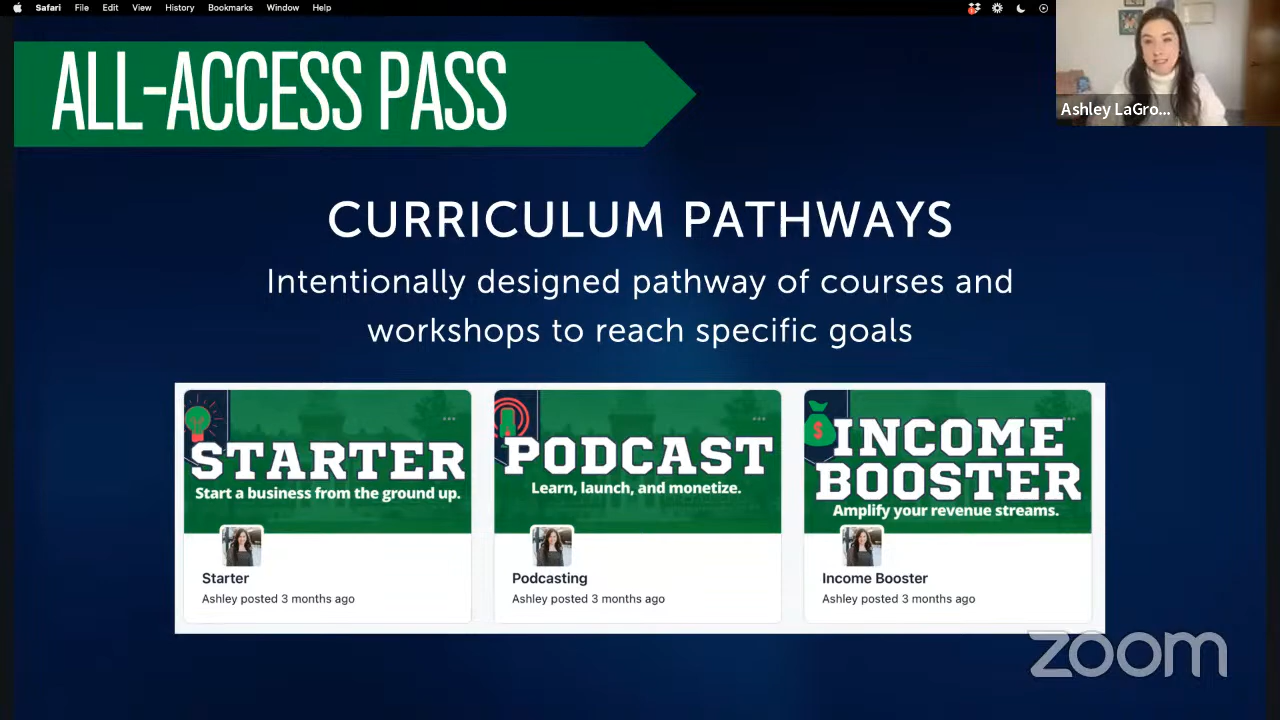 Safari File Edit View History Bookmarks Window Help
ALL-ACCESS PASS
Ashley LaGro...
CURRICULUM PATHWAYS
Intentionally designed pathway of courses and
workshops to reach specific goals
STARTER
Start a business from the ground up.
Starter
Ashley posted 3 months ago
PODCAST
Learn, launch, and monetize.
Podcasting
Ashley posted 3 months ago
INCOME
BOOSTER
Amplify your revenue streams.
Income Booster
Ashley posted 3 months ago
zoom